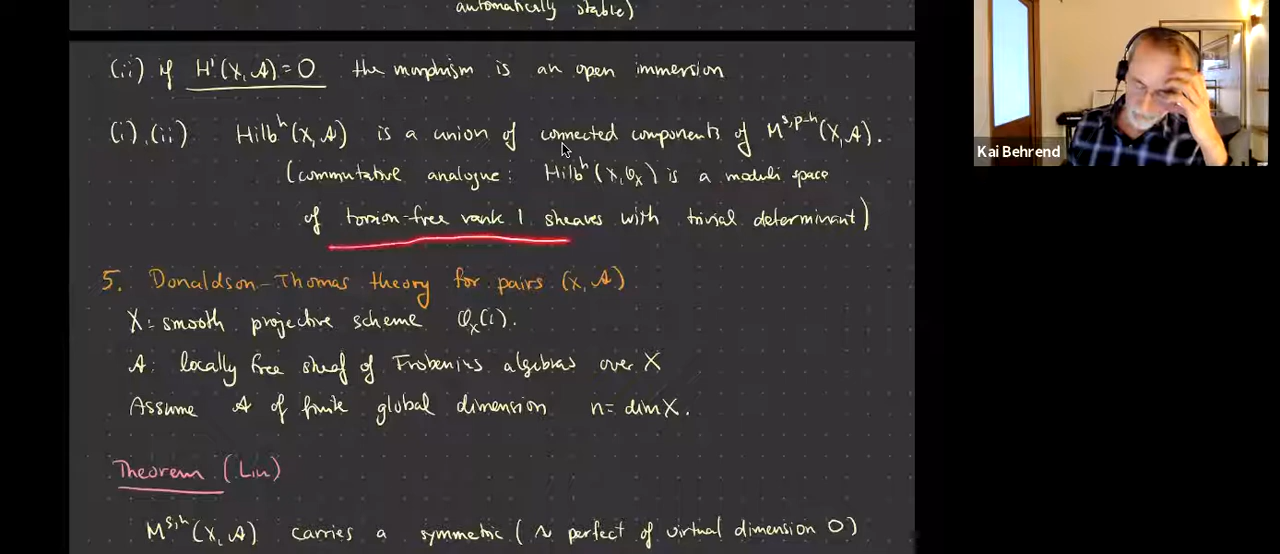 automatically stable)
(ii) if H¹(X,A)=0 the morphism is an open immersion
(i),(ii) Hilbʰ(X,A) is a union of connected components of Mˢ,ᵖ⁻ʰ(X,A).
(commutative analogue: Hilbʰ(X,O_X) is a moduli space
of torsion-free rank 1 sheaves with trivial determinant)
5. Donaldson-Thomas theory for pairs (X,A)
X: smooth projective scheme O_X(1).
A: locally free sheaf of Frobenius algebras over X
Assume A of finite global dimension n = dim X.
Theorem (Liu)
Mˢ,ʰ(X,A) carries a symmetric (~ perfect of virtual dimension 0)
Kai Behrend